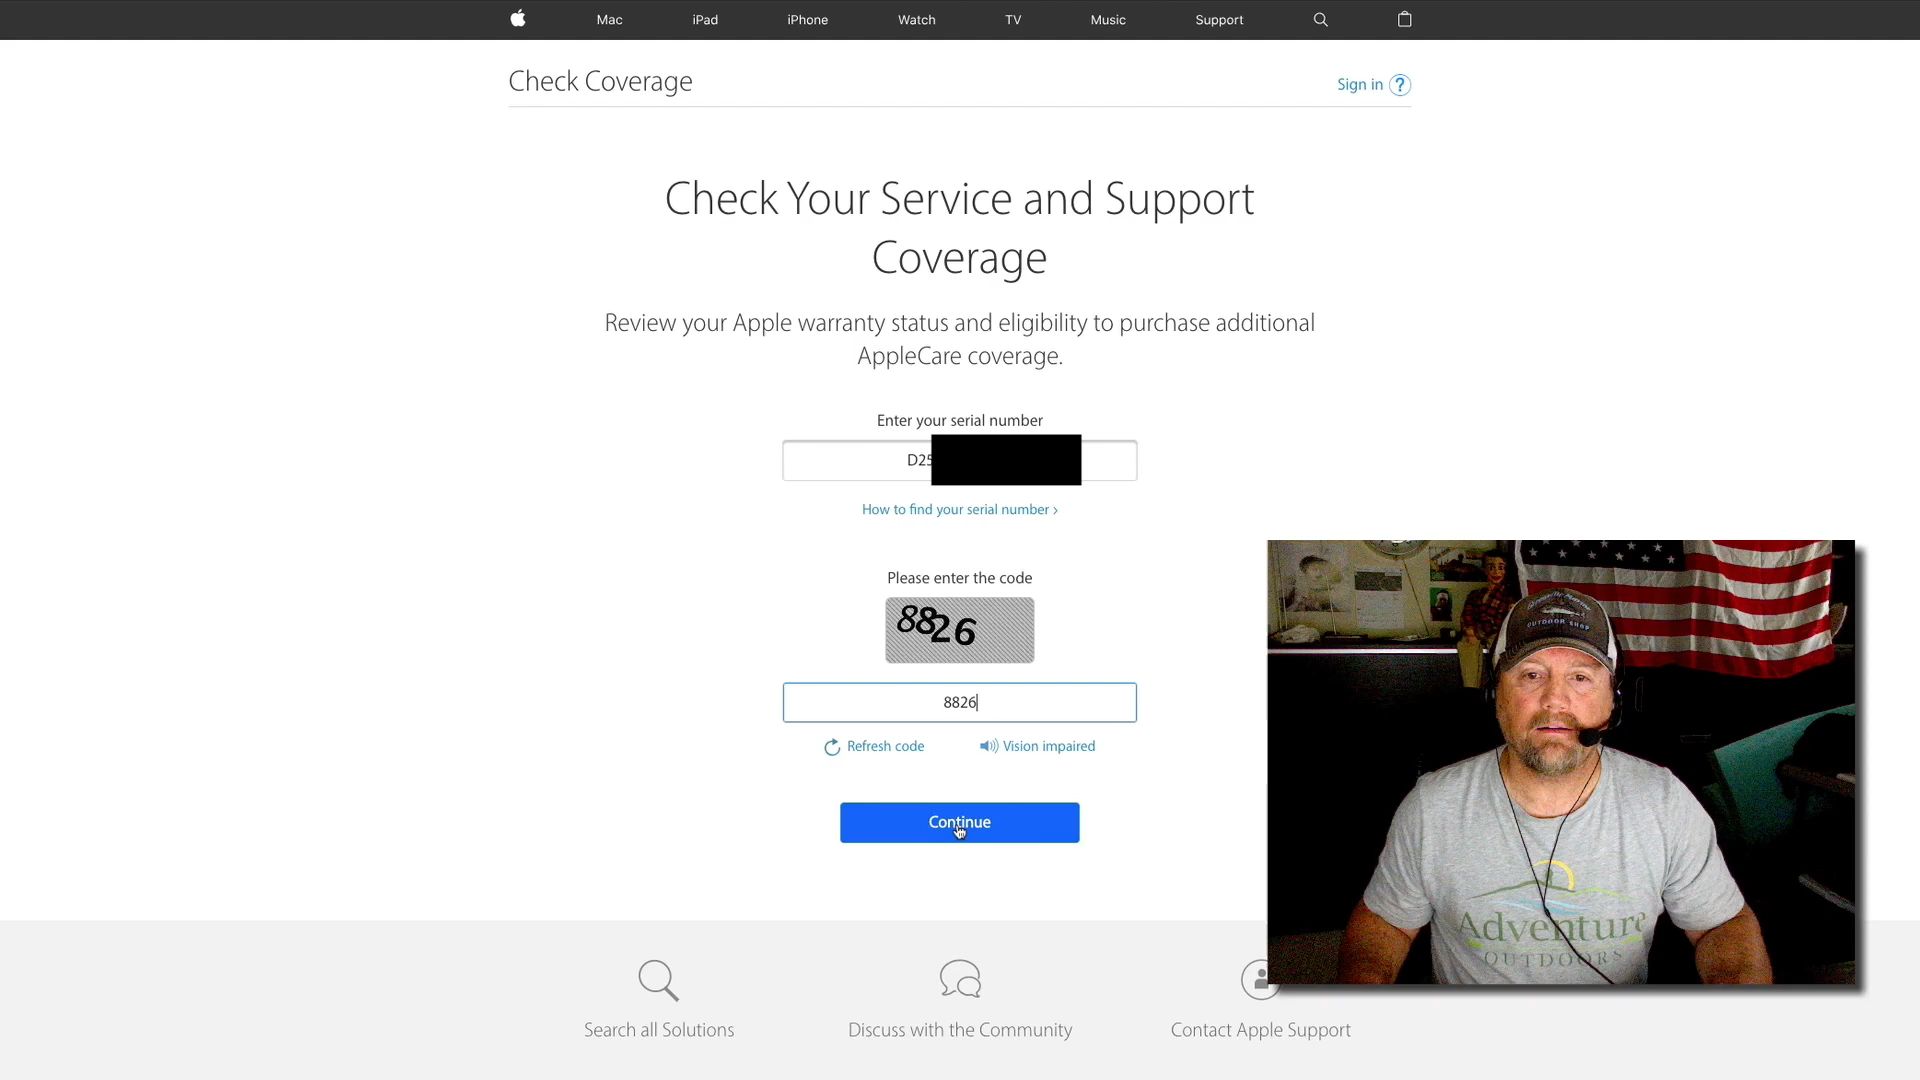 Mac iPad iPhone Watch TV Music Support
Check Coverage
Sign in ?
Check Your Service and Support
Coverage
Review your Apple warranty status and eligibility to purchase additional
AppleCare coverage.
Enter your serial number
D25
How to find your serial number ›
Please enter the code
8826
8826
Refresh code Vision impaired
Continue
OUTDOOR SHOP
Adventure
OUTDOORS
Search all Solutions Discuss with the Community Contact Apple Support